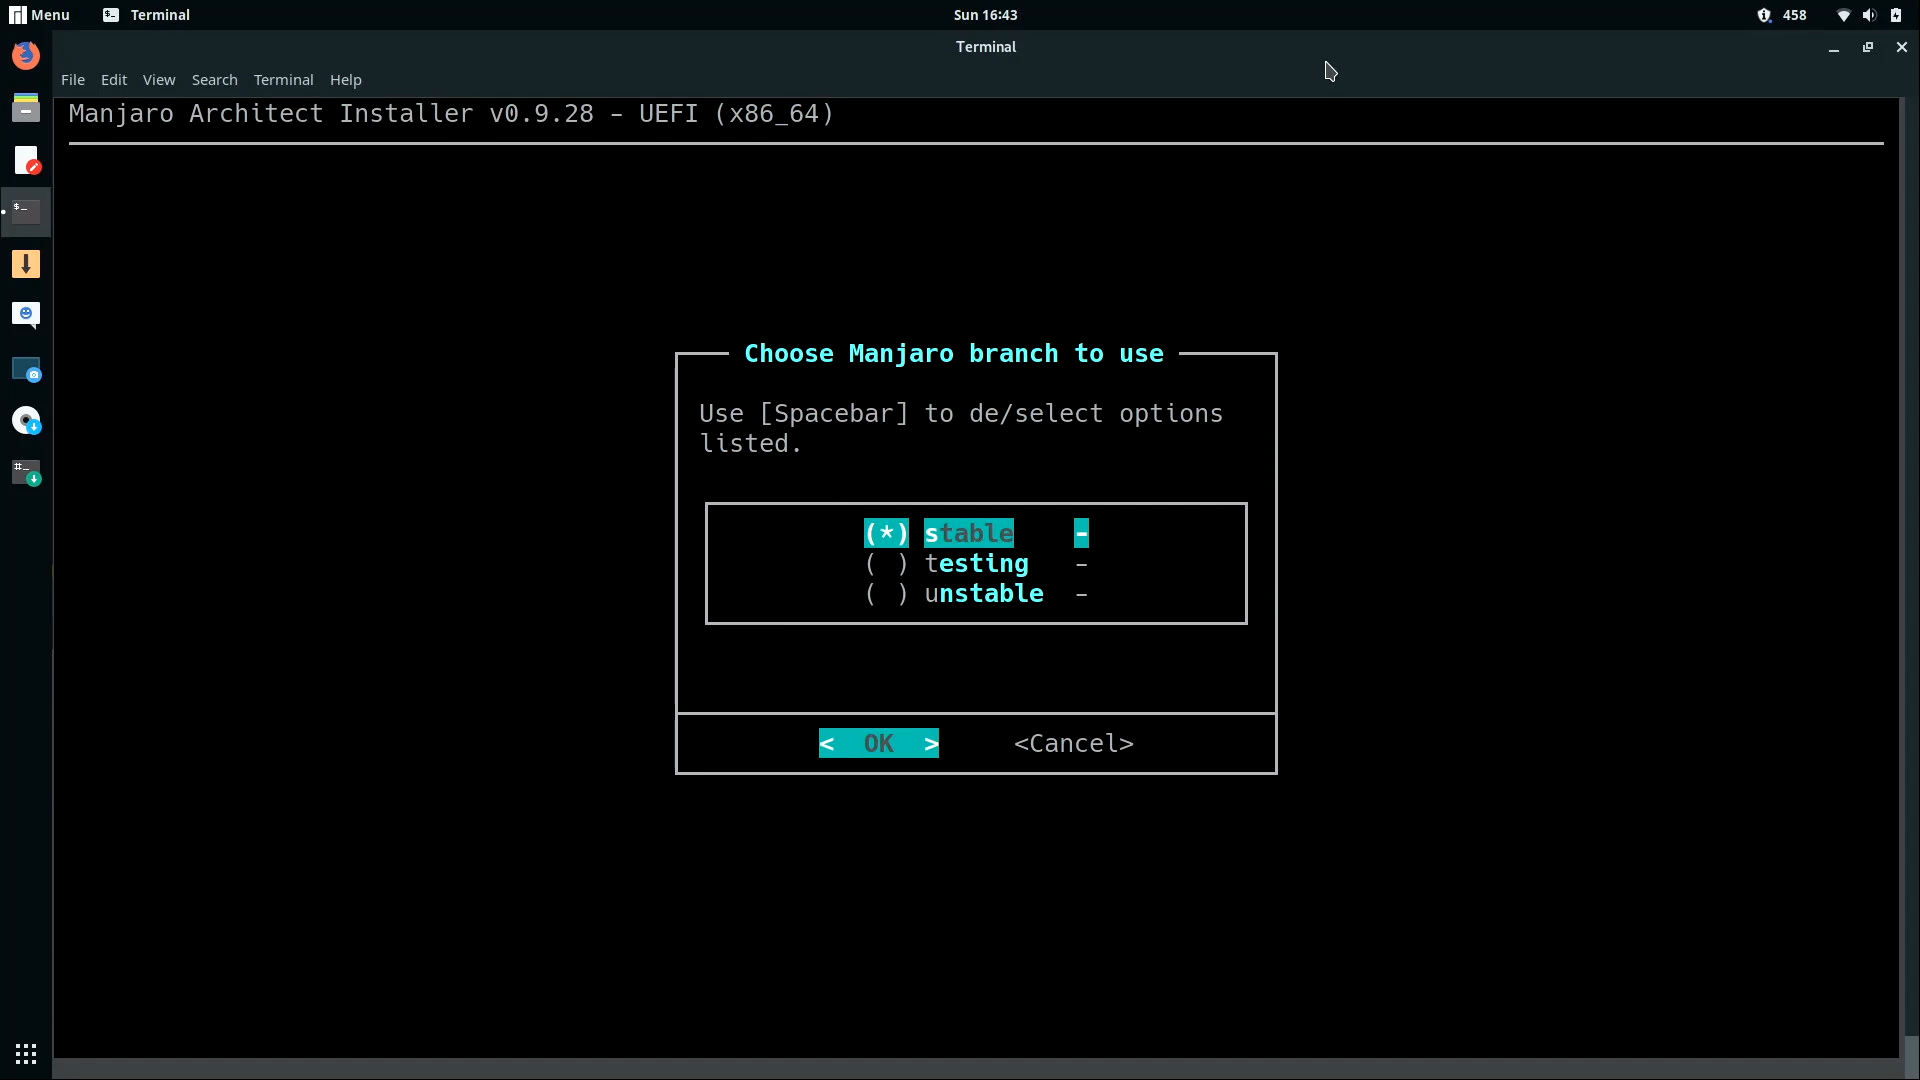 Menu Terminal Sun 16:43 458
Terminal
File Edit View Search Terminal Help
Manjaro Architect Installer v0.9.28 - UEFI (x86_64)
Choose Manjaro branch to use
Use [Spacebar] to de/select options
listed.
(*) stable -
( ) testing -
( ) unstable -
< OK > <Cancel>